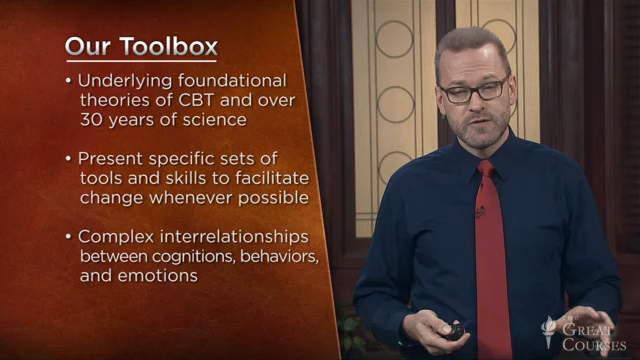 Our Toolbox
• Underlying foundational
theories of CBT and over
30 years of science
• Present specific sets of
tools and skills to facilitate
change whenever possible
• Complex interrelationships
between cognitions, behaviors,
and emotions
THE
GREAT
COURSES